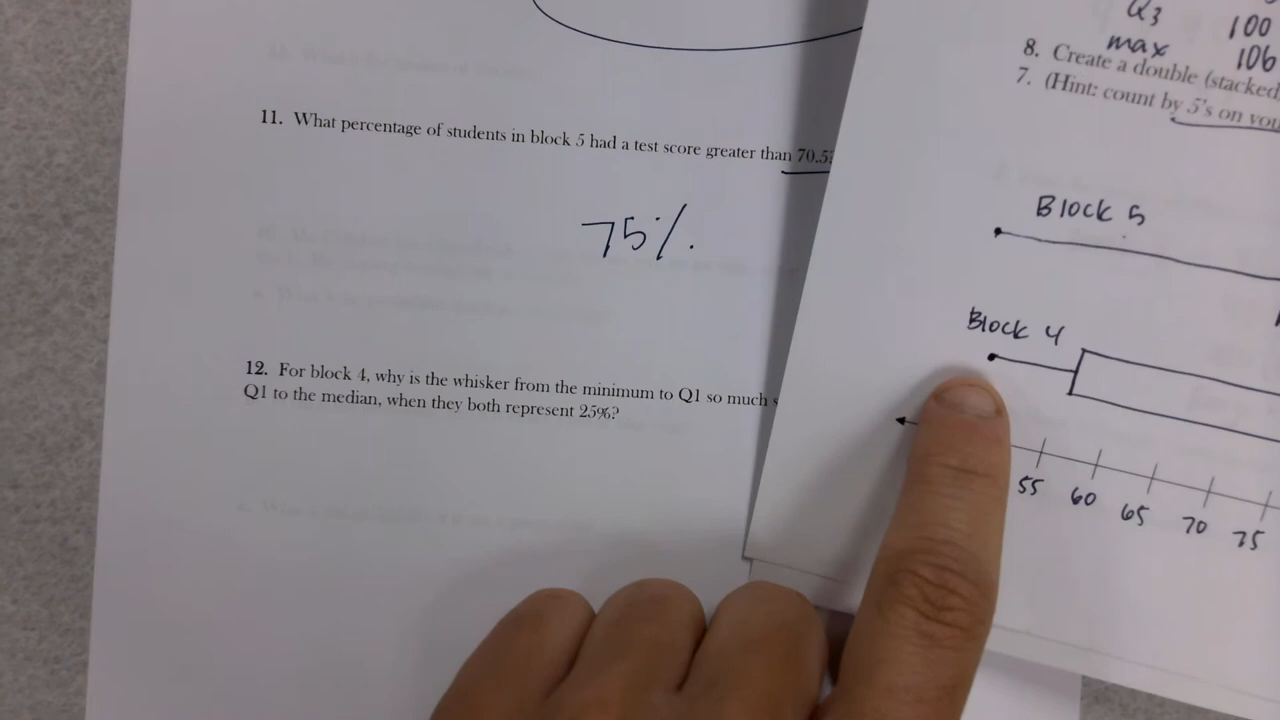 11. What percentage of students in block 5 had a test score greater than 70.5?
75%.
12. For block 4, why is the whisker from the minimum to Q1 so much s
Q1 to the median, when they both represent 25%?
Q3 100
max 106
8. Create a double (stacked
7. (Hint: count by 5's on you
Block 5
Block 4
55 60 65 70 75